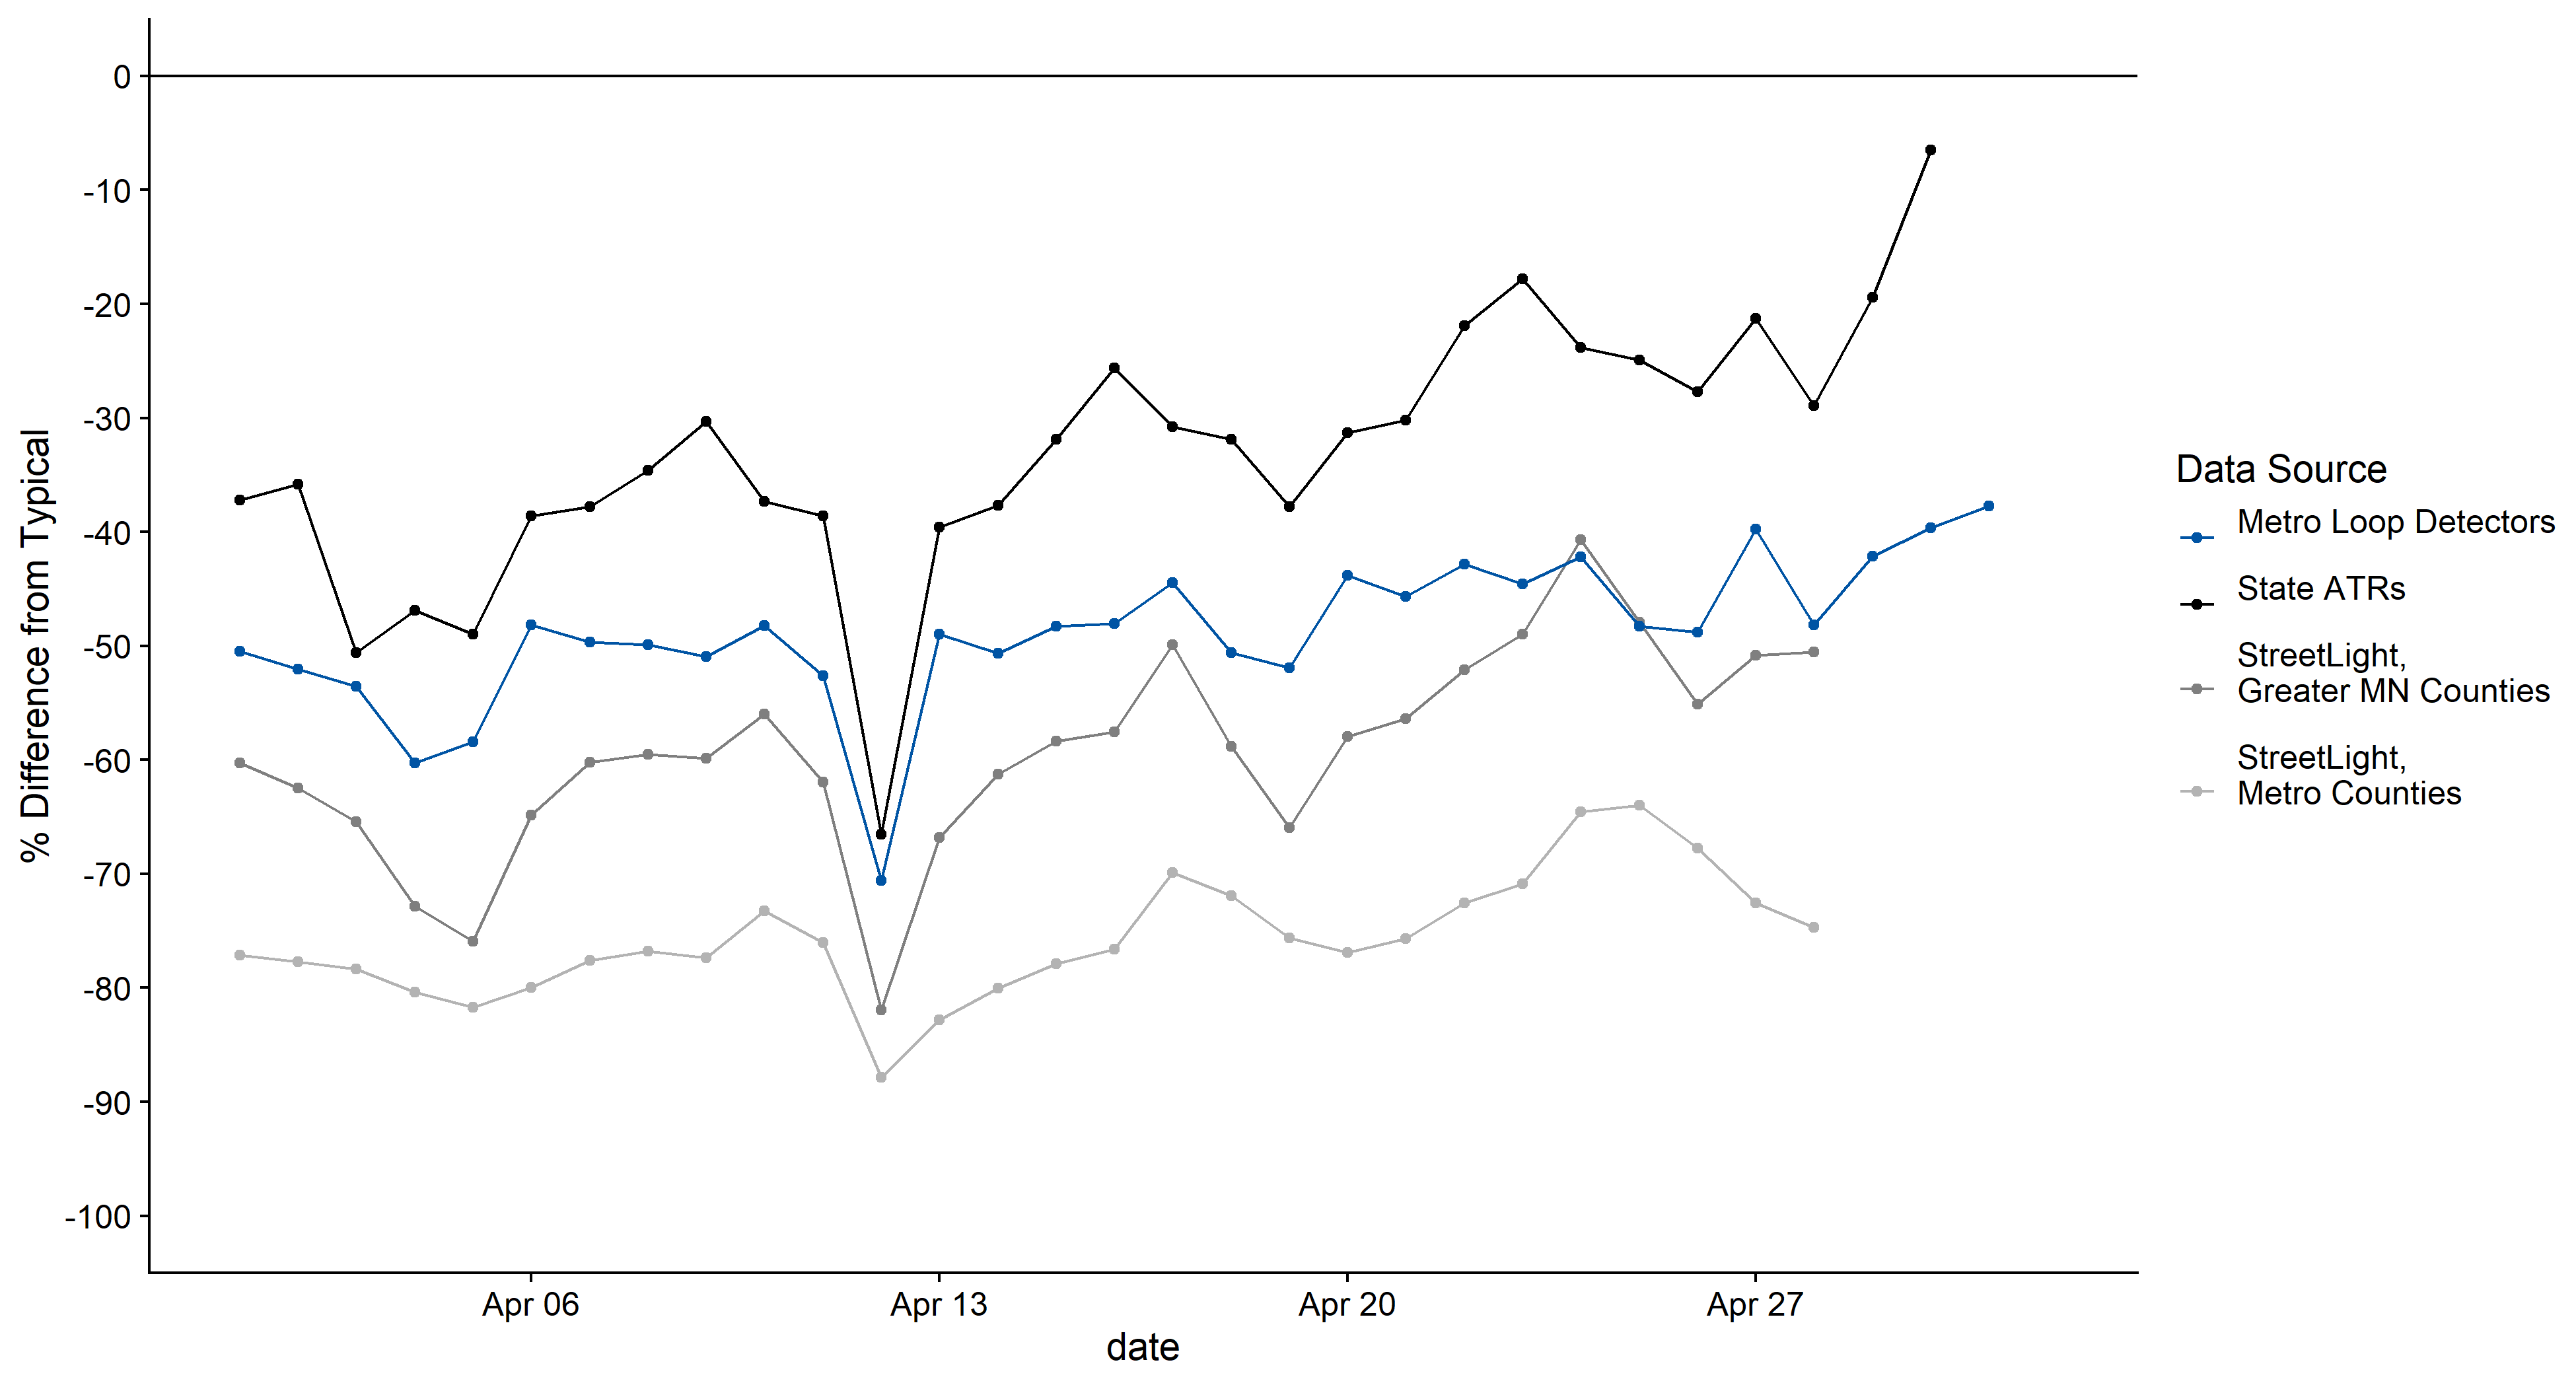 % Difference from Typical
0
-10
-20
-30
-40
-50
-60
-70
-80
-90
-100
Apr 06
Apr 13
Apr 20
Apr 27
date
Data Source
Metro Loop Detectors
State ATRs
StreetLight,
Greater MN Counties
StreetLight,
Metro Counties